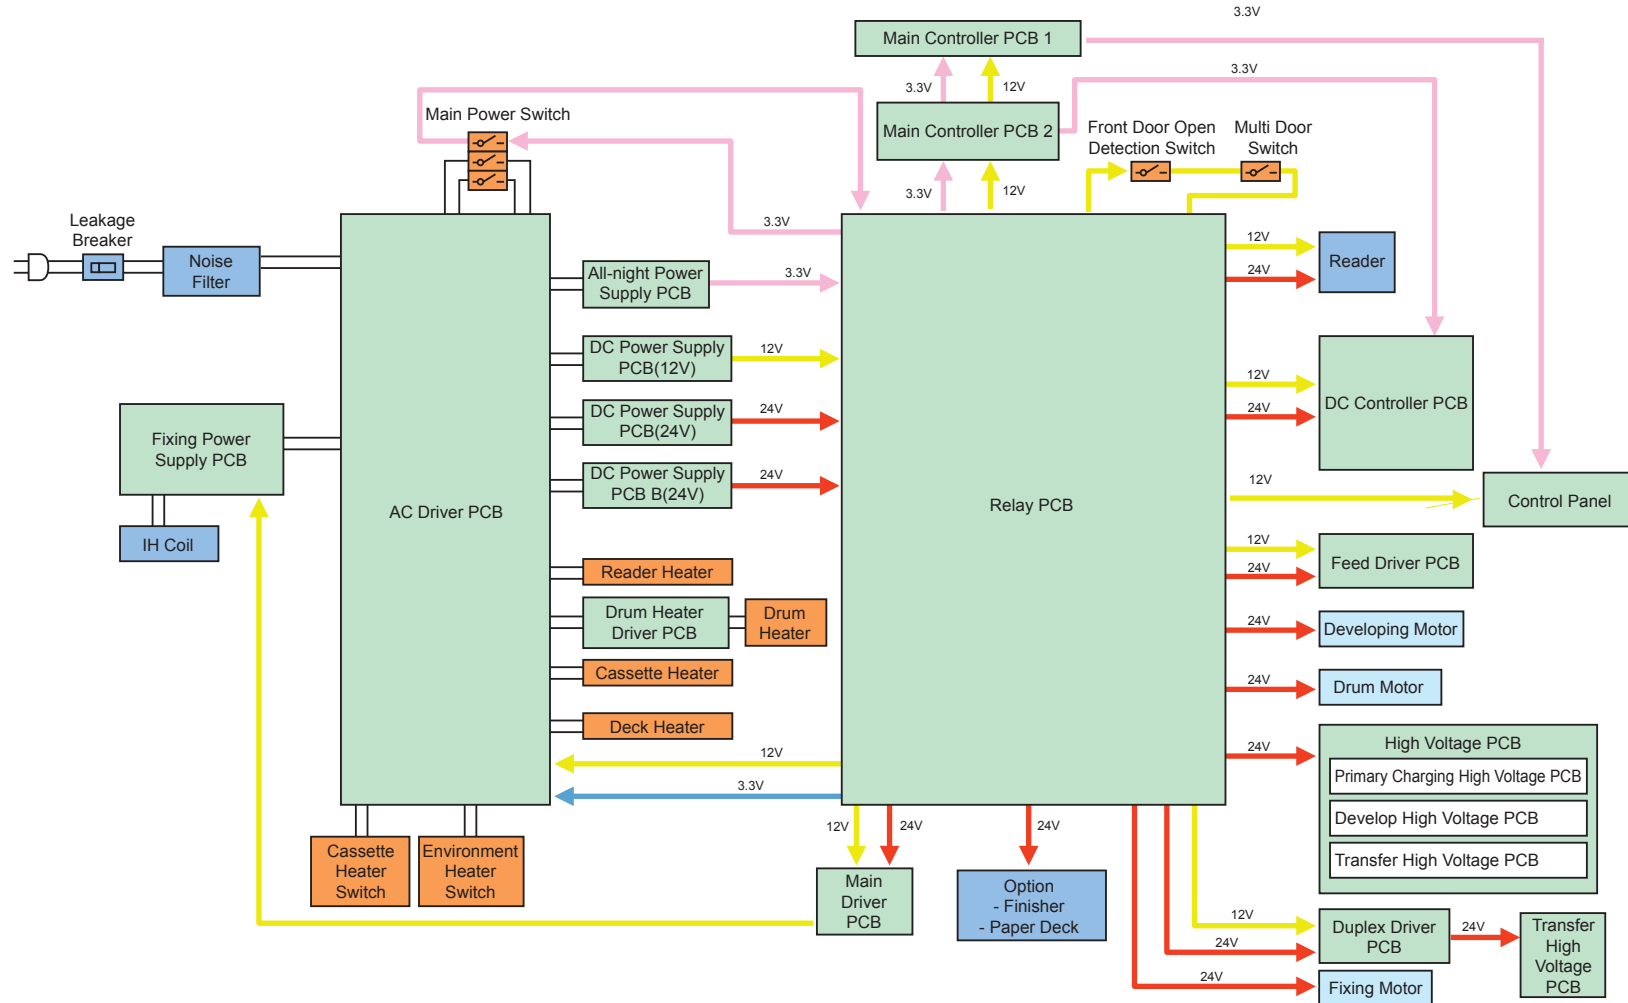 3.3V
Main Controller PCB 1
3.3V
3.3V
12V
Main Power Switch
Main Controller PCB 2
Front Door Open
Detection Switch
Multi Door
Switch
3.3V
12V
Leakage
Breaker
3.3V
Noise
Filter
All-night Power
Supply PCB
3.3V
12V
24V
Reader
DC Power Supply
PCB(12V)
12V
12V
24V
DC Controller PCB
Fixing Power
Supply PCB
DC Power Supply
PCB(24V)
24V
DC Power Supply
PCB B(24V)
24V
AC Driver PCB
Relay PCB
12V
Control Panel
IH Coil
12V
24V
Feed Driver PCB
Reader Heater
Drum Heater
Driver PCB
Drum
Heater
24V
Developing Motor
Cassette Heater
24V
Drum Motor
Deck Heater
12V
3.3V
24V
High Voltage PCB
Primary Charging High Voltage PCB
Develop High Voltage PCB
Transfer High Voltage PCB
12V
24V
24V
Cassette
Heater
Switch
Environment
Heater
Switch
Main
Driver
PCB
Option
- Finisher
- Paper Deck
12V
24V
Duplex Driver
PCB
24V
Transfer
High
Voltage
PCB
24V
Fixing Motor